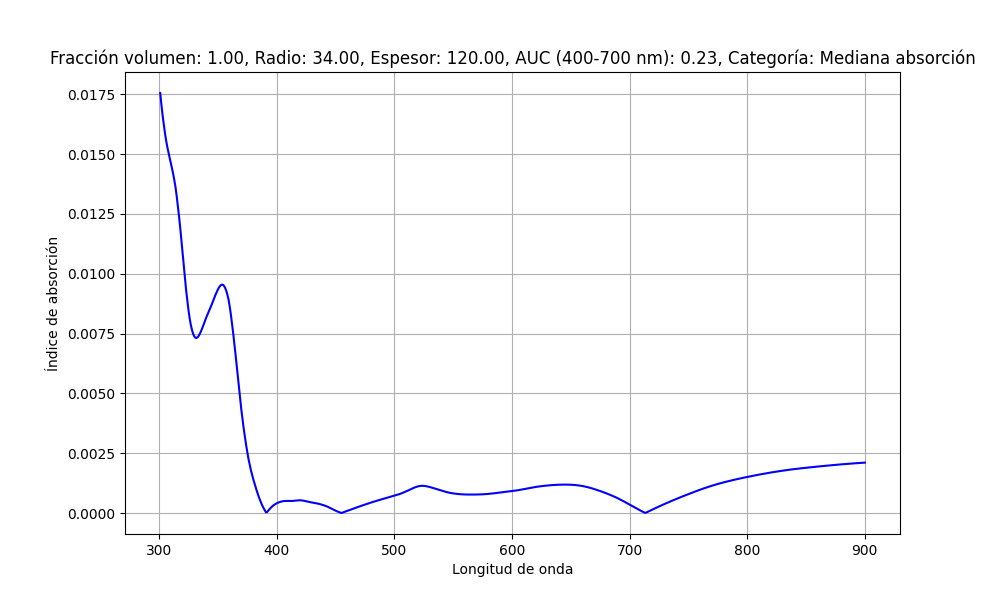 Fracción volumen: 1.00, Radio: 34.00, Espesor: 120.00, AUC (400-700 nm): 0.23, Categoría: Mediana absorción
0.0175
0.0150
0.0125
0.0100
0.0075
0.0050
0.0025
0.0000
Índice de absorción
300 400 500 600 700 800 900
Longitud de onda